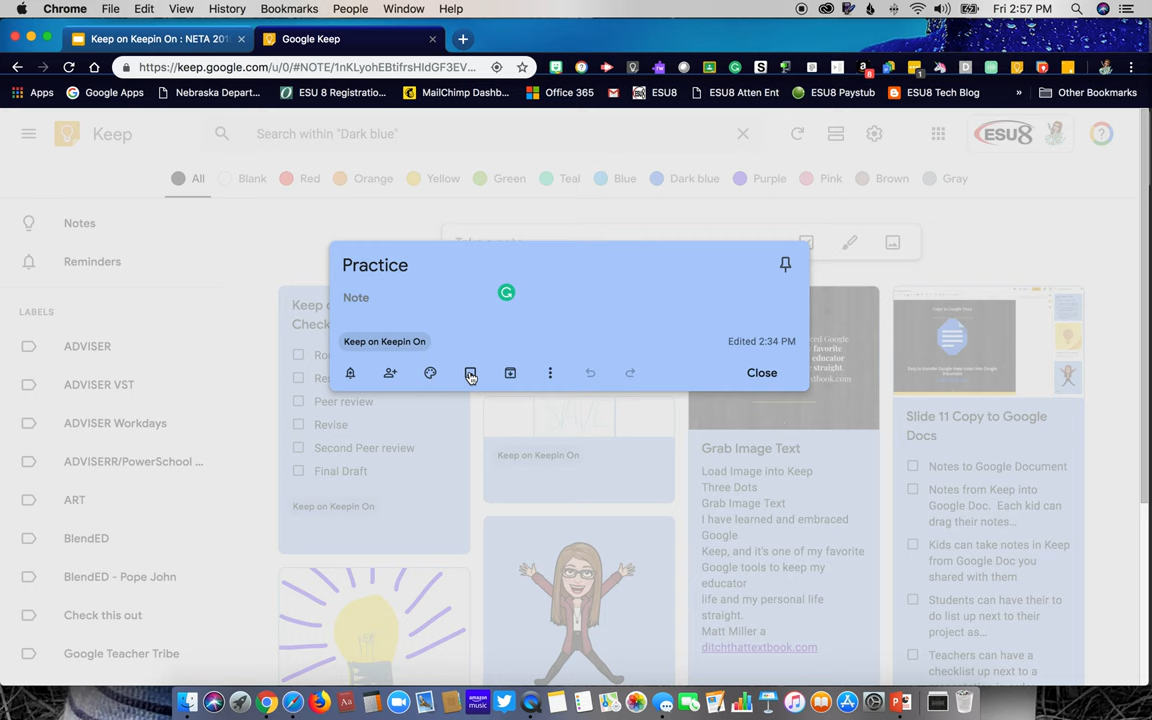 Chrome File Edit View History Bookmarks People Window Help Fri 2:57 PM
Keep on Keepin On : NETA 201 Google Keep
https://keep.google.com/u/0/#NOTE/1nKLyohEBtifrsHIdGF3EV...
Apps Google Apps Nebraska Depart... ESU 8 Registratio... MailChimp Dashb... Office 365 ESU8 ESU8 Atten Ent ESU8 Paystub ESU8 Tech Blog » Other Bookmarks
Keep Search within "Dark blue" ESU8
All Blank Red Orange Yellow Green Teal Blue Dark blue Purple Pink Brown Gray
Notes
Reminders
LABELS
ADVISER
ADVISER VST
ADVISER Workdays
ADVISERR/PowerSchool ...
ART
BlendED
BlendED - Pope John
Check this out
Google Teacher Tribe
Practice
Note
Keep on Keepin On Edited 2:34 PM
Close
Keep
Check
Peer review
Revise
Second Peer review
Final Draft
Keep on Keepin On
Keep on Keepin On
favorite
educator
straight.
textbook.com
Grab Image Text
Load Image into Keep
Three Dots
Grab Image Text
I have learned and embraced
Google
Keep, and it's one of my favorite
Google tools to keep my
educator
life and my personal life
straight.
Matt Miller a
ditchthattextbook.com
Slide 11 Copy to Google
Docs
Notes to Google Document
Notes from Keep into
Google Doc. Each kid can
drag their notes...
Kids can take notes in Keep
from Google Doc you
shared with them
Students can have their to
do list up next to their
project as...
Teachers can have a
checklist up next to a